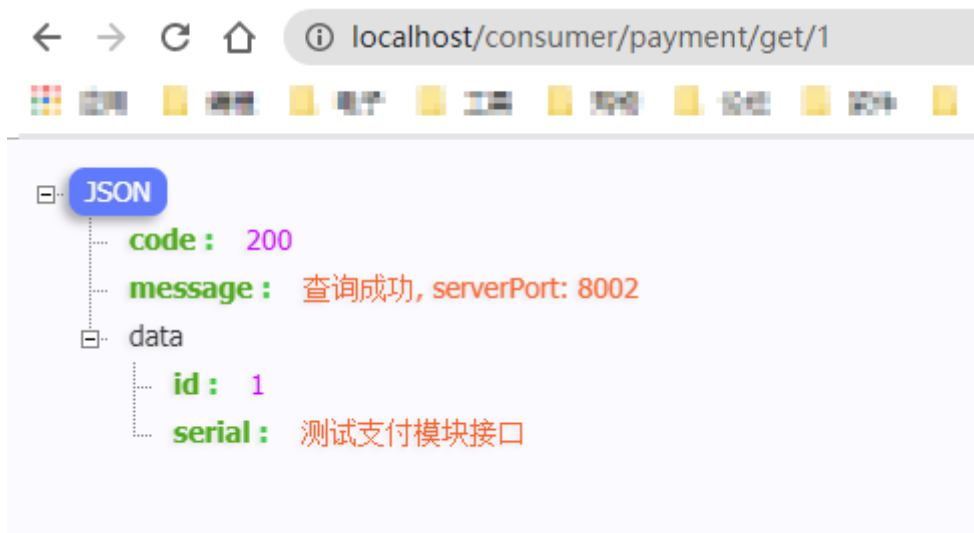 localhost/consumer/payment/get/1
JSON
code : 200
message : 查询成功, serverPort: 8002
data
id : 1
serial : 测试支付模块接口